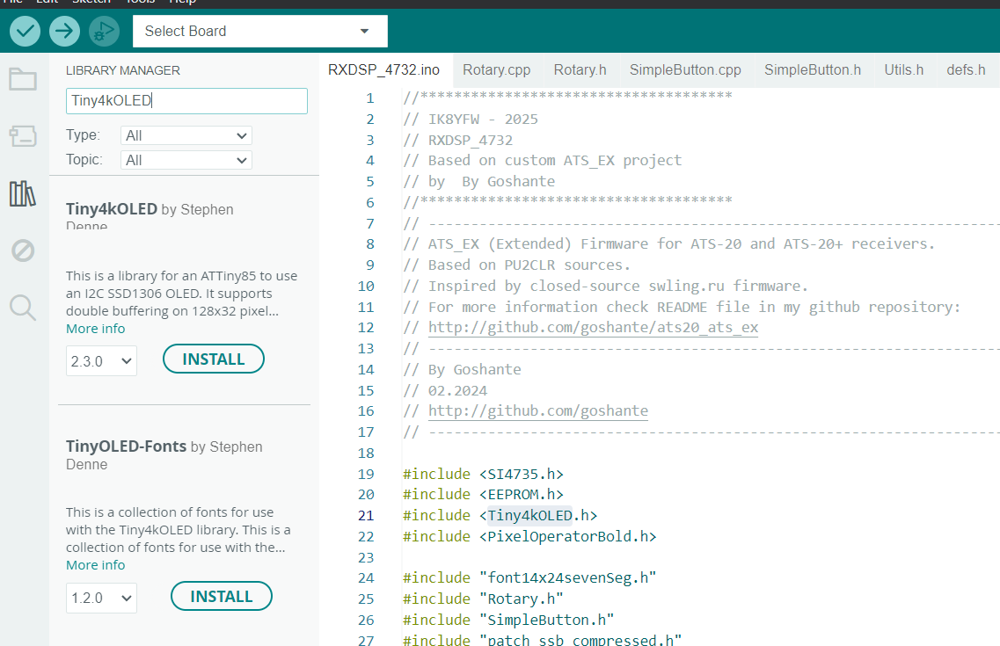 File Edit Sketch Tools Help
Select Board
LIBRARY MANAGER
Tiny4kOLED
Type: All
Topic: All
Tiny4kOLED by Stephen
Denne
This is a library for an ATTiny85 to use
an I2C SSD1306 OLED. It supports
double buffering on 128x32 pixel...
More info
2.3.0 INSTALL
TinyOLED-Fonts by Stephen
Denne
This is a collection of fonts for use
with the Tiny4kOLED library. This is a
collection of fonts for use with the...
More info
1.2.0 INSTALL
RXDSP_4732.ino Rotary.cpp Rotary.h SimpleButton.cpp SimpleButton.h Utils.h defs.h
1 //*************************************
2 // IK8YFW - 2025
3 // RXDSP_4732
4 // Based on custom ATS_EX project
5 // by  By Goshante
6 //*************************************
7 // ----------------------------------------------------------------------
8 // ATS_EX (Extended) Firmware for ATS-20 and ATS-20+ receivers.
9 // Based on PU2CLR sources.
10 // Inspired by closed-source swling.ru firmware.
11 // For more information check README file in my github repository:
12 // http://github.com/goshante/ats20_ats_ex
13 // ----------------------------------------------------------------------
14 // By Goshante
15 // 02.2024
16 // http://github.com/goshante
17 // ----------------------------------------------------------------------
18
19 #include <SI4735.h>
20 #include <EEPROM.h>
21 #include <Tiny4kOLED.h>
22 #include <PixelOperatorBold.h>
23
24 #include "font14x24sevenSeg.h"
25 #include "Rotary.h"
26 #include "SimpleButton.h"
27 #include "patch_ssb_compressed.h"